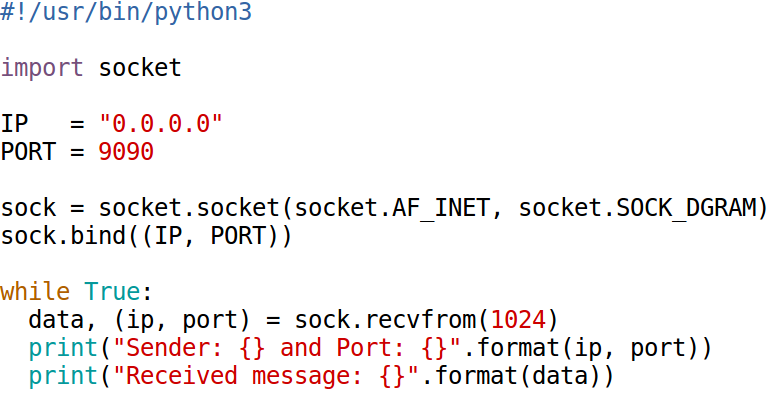 #!/usr/bin/python3
import socket
IP   = "0.0.0.0"
PORT = 9090
sock = socket.socket(socket.AF_INET, socket.SOCK_DGRAM)
sock.bind((IP, PORT))
while True:
  data, (ip, port) = sock.recvfrom(1024)
  print("Sender: {} and Port: {}".format(ip, port))
  print("Received message: {}".format(data))